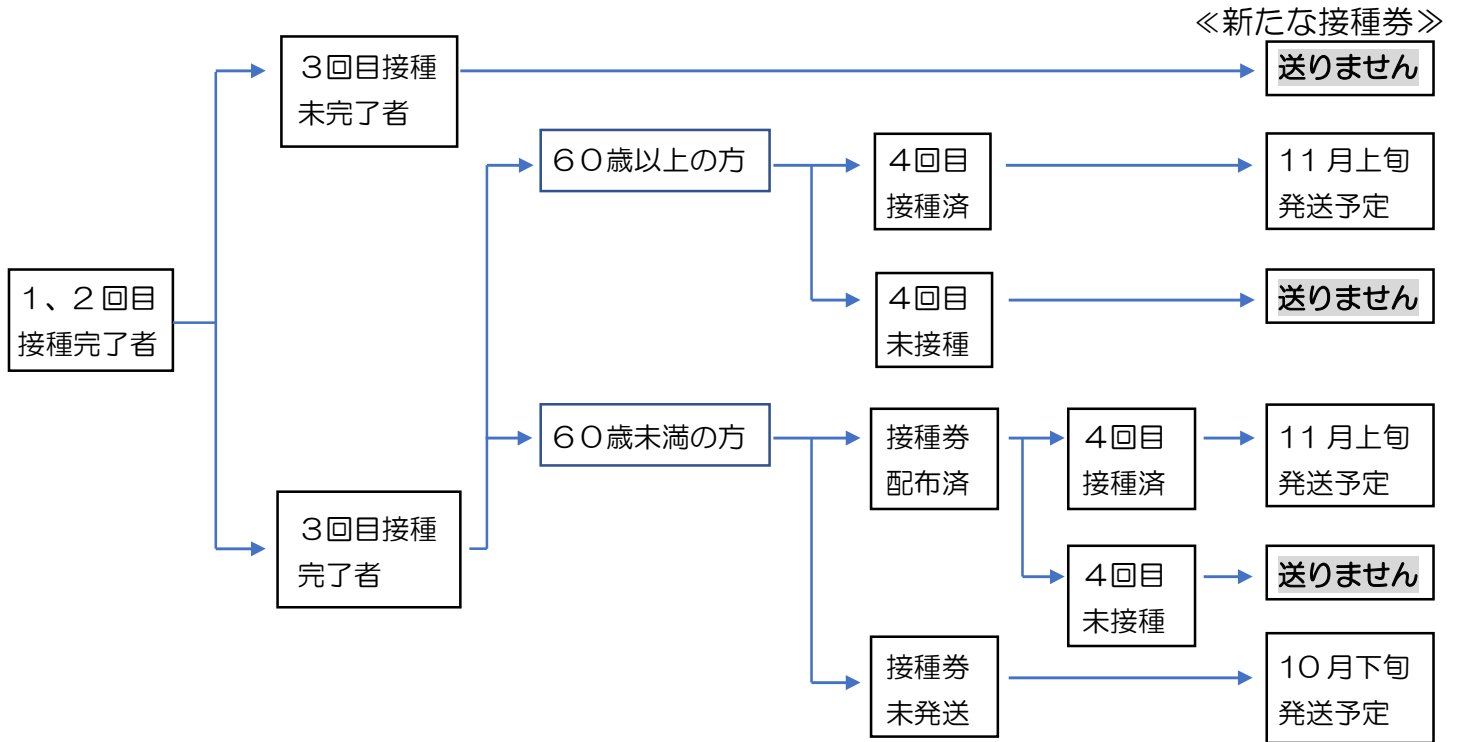 ≪新たな接種券≫
3回目接種
未完了者
送りません
60歳以上の方
4回目
接種済
11月上旬
発送予定
1、2回目
接種完了者
4回目
未接種
送りません
60歳未満の方
接種券
配布済
4回目
接種済
11月上旬
発送予定
3回目接種
完了者
4回目
未接種
送りません
接種券
未発送
10月下旬
発送予定